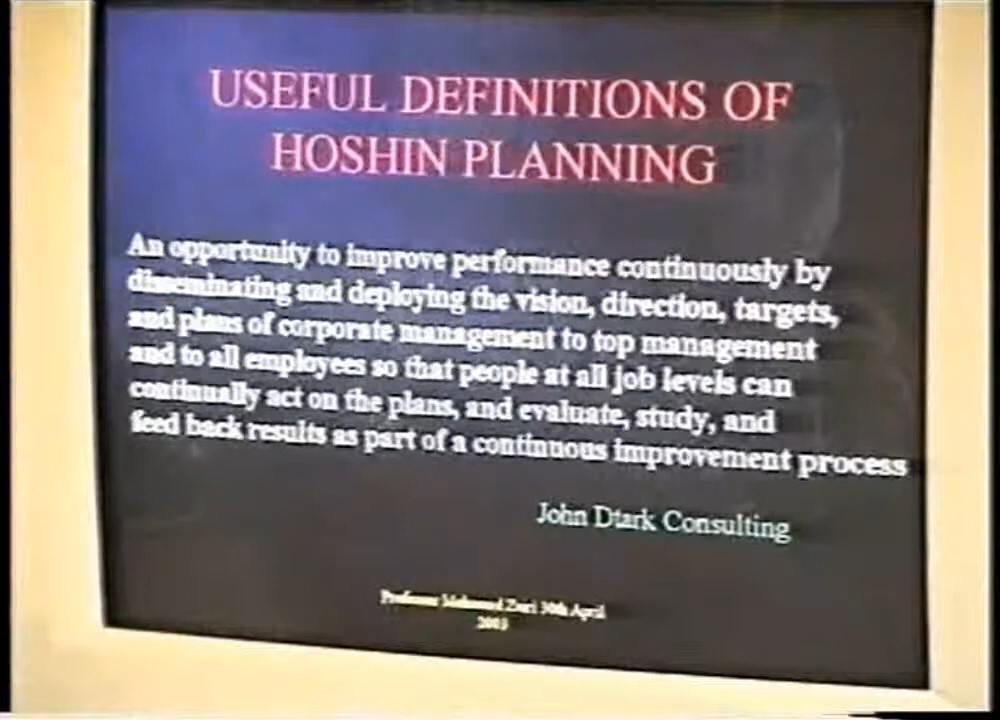 USEFUL DEFINITIONS OF
HOSHIN PLANNING
An opportunity to improve performance continuously by
disseminating and deploying the vision, direction, targets,
and plans of corporate management to top management
and to all employees so that people at all job levels can
continually act on the plans, and evaluate, study, and
feed back results as part of a continuous improvement process
John Dtark Consulting
Professor 30th April